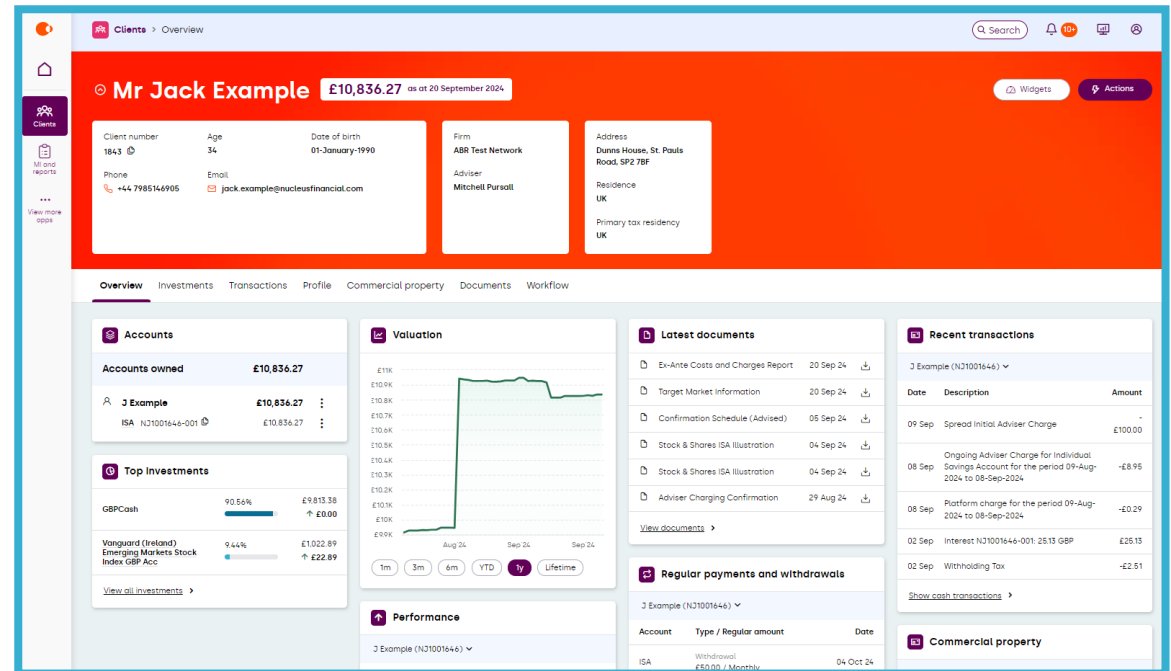 Clients > Overview
Search
10+
Clients
MI and
reports
View more
apps
Mr Jack Example £10,836.27 as at 20 September 2024
Widgets
Actions
Client number Age Date of birth
1843 34 01-January-1990
Phone Email
+44 7985146905 jack.example@nucleusfinancial.com
Firm
ABR Test Network
Adviser
Mitchell Pursall
Address
Dunns House, St. Pauls
Road, SP2 7BF
Residence
UK
Primary tax residency
UK
Overview Investments Transactions Profile Commercial property Documents Workflow
Accounts
Accounts owned £10,836.27
J Example £10,836.27
ISA NJ1001646-001 £10,836.27
Top Investments
GBPCash 90.56% £9,813.38
↑ £0.00
Vanguard (Ireland)
Emerging Markets Stock
Index GBP Acc
9.44% £1,022.89
↑ £22.89
View all investments >
Valuation
£11K
£10.9K
£10.8K
£10.7K
£10.6K
£10.5K
£10.4K
£10.3K
£10.2K
£10.1K
£10K
£9.9K
Aug'24 Sep'24 Sep'24
1m 3m 6m YTD 1y Lifetime
Performance
J Example (NJ1001646)
Latest documents
Ex-Ante Costs and Charges Report 20 Sep 24
Target Market Information 20 Sep 24
Confirmation Schedule (Advised) 05 Sep 24
Stock & Shares ISA Illustration 04 Sep 24
Stock & Shares ISA Illustration 04 Sep 24
Adviser Charging Confirmation 29 Aug 24
View documents >
Regular payments and withdrawals
J Example (NJ1001646)
Account Type / Regular amount Date
Withdrawal
ISA £50.00 / Monthly 04 Oct 24
Recent transactions
J Example (NJ1001646)
Date Description Amount
09 Sep Spread Initial Adviser Charge -
£100.00
Ongoing Adviser Charge for Individual
08 Sep Savings Account for the period 09-Aug- -£8.95
2024 to 08-Sep-2024
08 Sep Platform charge for the period 09-Aug- -£0.29
2024 to 08-Sep-2024
02 Sep Interest NJ1001646-001: 25.13 GBP £25.13
02 Sep Withholding Tax -£2.51
Show cash transactions >
Commercial property